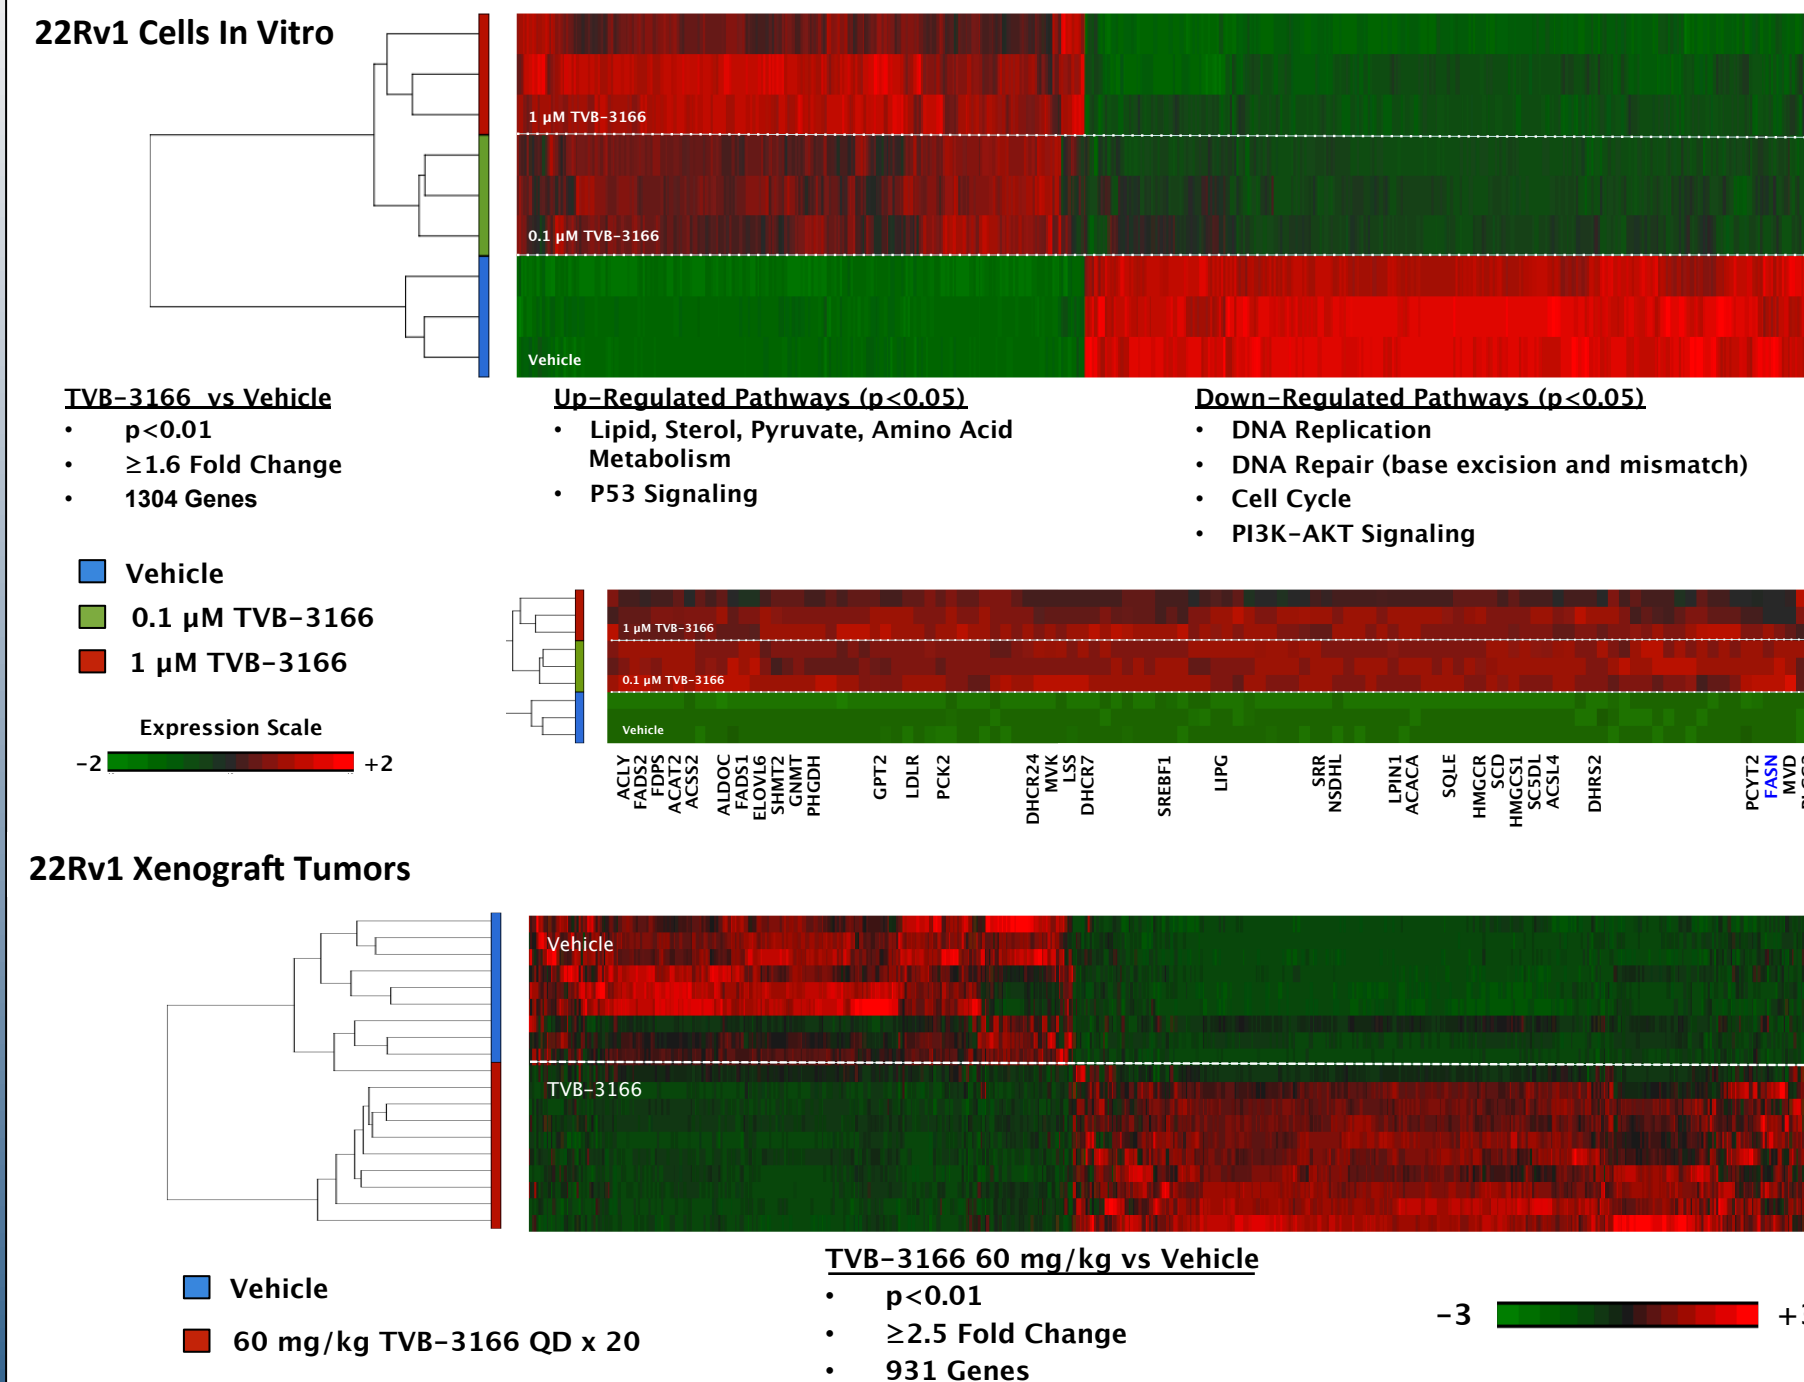 22Rv1 Cells In Vitro
1 µM TVB-3166
0.1 µM TVB-3166
Vehicle
TVB-3166 vs Vehicle
• p<0.01
• ≥1.6 Fold Change
• 1304 Genes
Up-Regulated Pathways (p<0.05)
• Lipid, Sterol, Pyruvate, Amino Acid
Metabolism
• P53 Signaling
Down-Regulated Pathways (p<0.05)
• DNA Replication
• DNA Repair (base excision and mismatch)
• Cell Cycle
• PI3K-AKT Signaling
Vehicle
0.1 µM TVB-3166
1 µM TVB-3166
Expression Scale
-2 +2
1 µM TVB-3166
0.1 µM TVB-3166
Vehicle
ACLY
FADS2
FDPS
ACAT2
ACSS2
ALDOC
FADS1
ELOVL6
SHMT2
GNMT
PHGDH
GPT2
LDLR
PCK2
DHCR24
MVK
LSS
DHCR7
SREBF1
LIPG
SRR
NSDHL
LPIN1
ACACA
SQLE
HMGCR
SCD
HMGCS1
SC5DL
ACSL4
DHRS2
PCYT2
FASN
MVD
22Rv1 Xenograft Tumors
Vehicle
TVB-3166
Vehicle
60 mg/kg TVB-3166 QD x 20
TVB-3166 60 mg/kg vs Vehicle
• p<0.01
• ≥2.5 Fold Change
• 931 Genes
-3